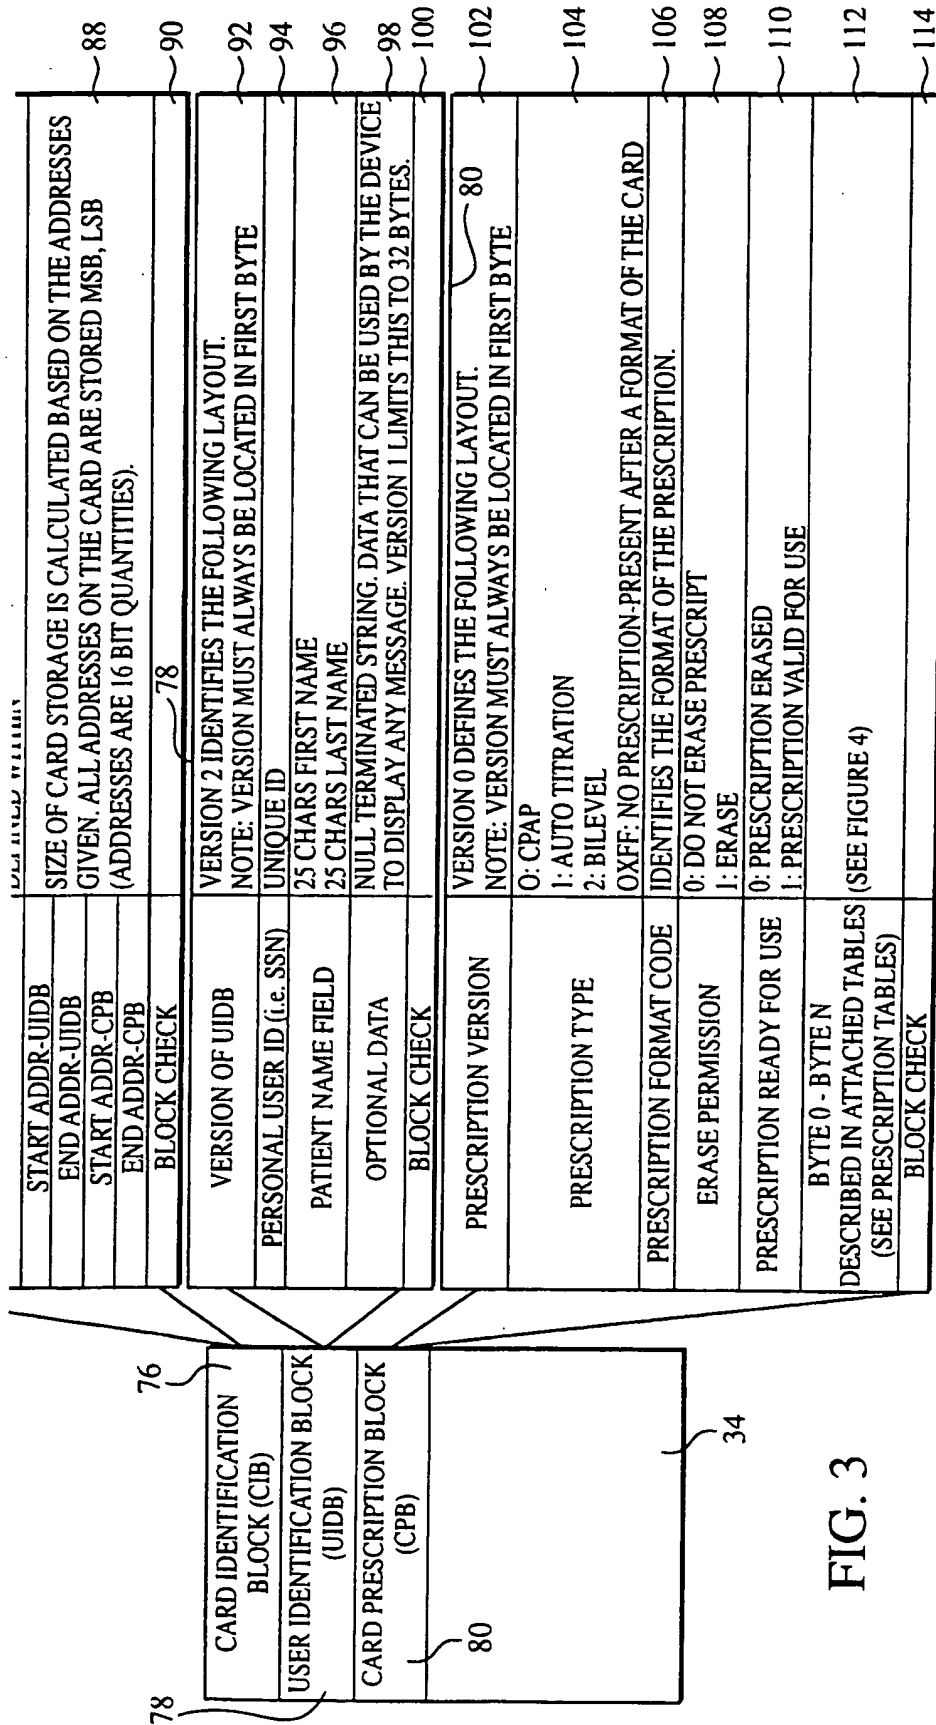 CARD IDENTIFICATION
BLOCK (CIB)
76
USER IDENTIFICATION BLOCK
(UIDB)
78
CARD PRESCRIPTION BLOCK
(CPB)
80
34
START ADDR-UIDB
END ADDR-UIDB
START ADDR-CPB
END ADDR-CPB
SIZE OF CARD STORAGE IS CALCULATED BASED ON THE ADDRESSES
GIVEN. ALL ADDRESSES ON THE CARD ARE STORED MSB, LSB
(ADDRESSES ARE 16 BIT QUANTITIES).
88
BLOCK CHECK
90
78
VERSION OF UIDB
VERSION 2 IDENTIFIES THE FOLLOWING LAYOUT.
NOTE: VERSION MUST ALWAYS BE LOCATED IN FIRST BYTE
92
PERSONAL USER ID (i.e. SSN)
UNIQUE ID
94
PATIENT NAME FIELD
25 CHARS FIRST NAME
25 CHARS LAST NAME
96
OPTIONAL DATA
NULL TERMINATED STRING. DATA THAT CAN BE USED BY THE DEVICE
TO DISPLAY ANY MESSAGE. VERSION 1 LIMITS THIS TO 32 BYTES.
98
BLOCK CHECK
100
80
PRESCRIPTION VERSION
VERSION 0 DEFINES THE FOLLOWING LAYOUT.
NOTE: VERSION MUST ALWAYS BE LOCATED IN FIRST BYTE
102
PRESCRIPTION TYPE
O: CPAP
1: AUTO TITRATION
2: BILEVEL
OXFF: NO PRESCRIPTION-PRESENT AFTER A FORMAT OF THE CARD
104
PRESCRIPTION FORMAT CODE
IDENTIFIES THE FORMAT OF THE PRESCRIPTION.
106
ERASE PERMISSION
0: DO NOT ERASE PRESCRIPT
1: ERASE
108
PRESCRIPTION READY FOR USE
0: PRESCRIPTION ERASED
1: PRESCRIPTION VALID FOR USE
110
BYTE 0 - BYTE N
DESCRIBED IN ATTACHED TABLES
(SEE PRESCRIPTION TABLES)
(SEE FIGURE 4)
112
BLOCK CHECK
114
FIG. 3